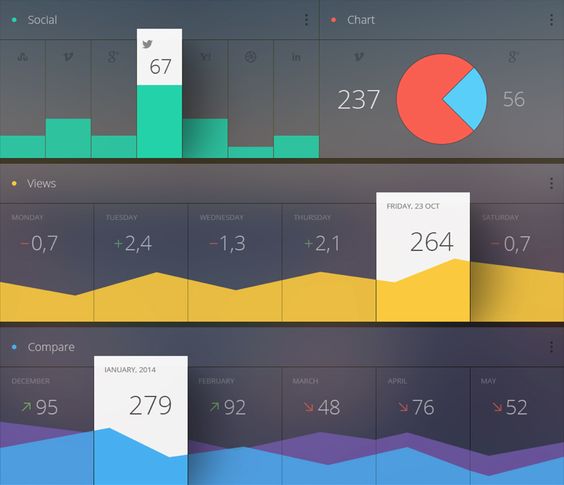 Social
Chart
g+
Y!
in
g+
67
237
56
Views
MONDAY
TUESDAY
WEDNESDAY
THURSDAY
FRIDAY, 23 OCT
SATURDAY
−0,7
+2,4
−1,3
+2,1
264
−0,7
Compare
DECEMBER
IANUARY, 2014
FEBRUARY
MARCH
APRIL
MAY
95
279
92
48
76
52